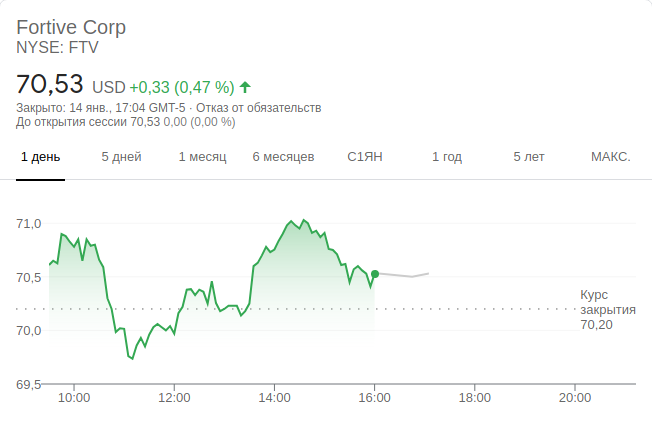 Fortive Corp
NYSE: FTV
70,53 USD +0,33 (0,47 %)
Закрыто: 14 янв., 17:04 GMT-5 · Отказ от обязательств
До открытия сессии 70,53 0,00 (0,00 %)
1 день 5 дней 1 месяц 6 месяцев С1ЯН 1 год 5 лет МАКС.
71,0
70,5
Курс
закрытия
70,20
70,0
69,5
10:00 12:00 14:00 16:00 18:00 20:00